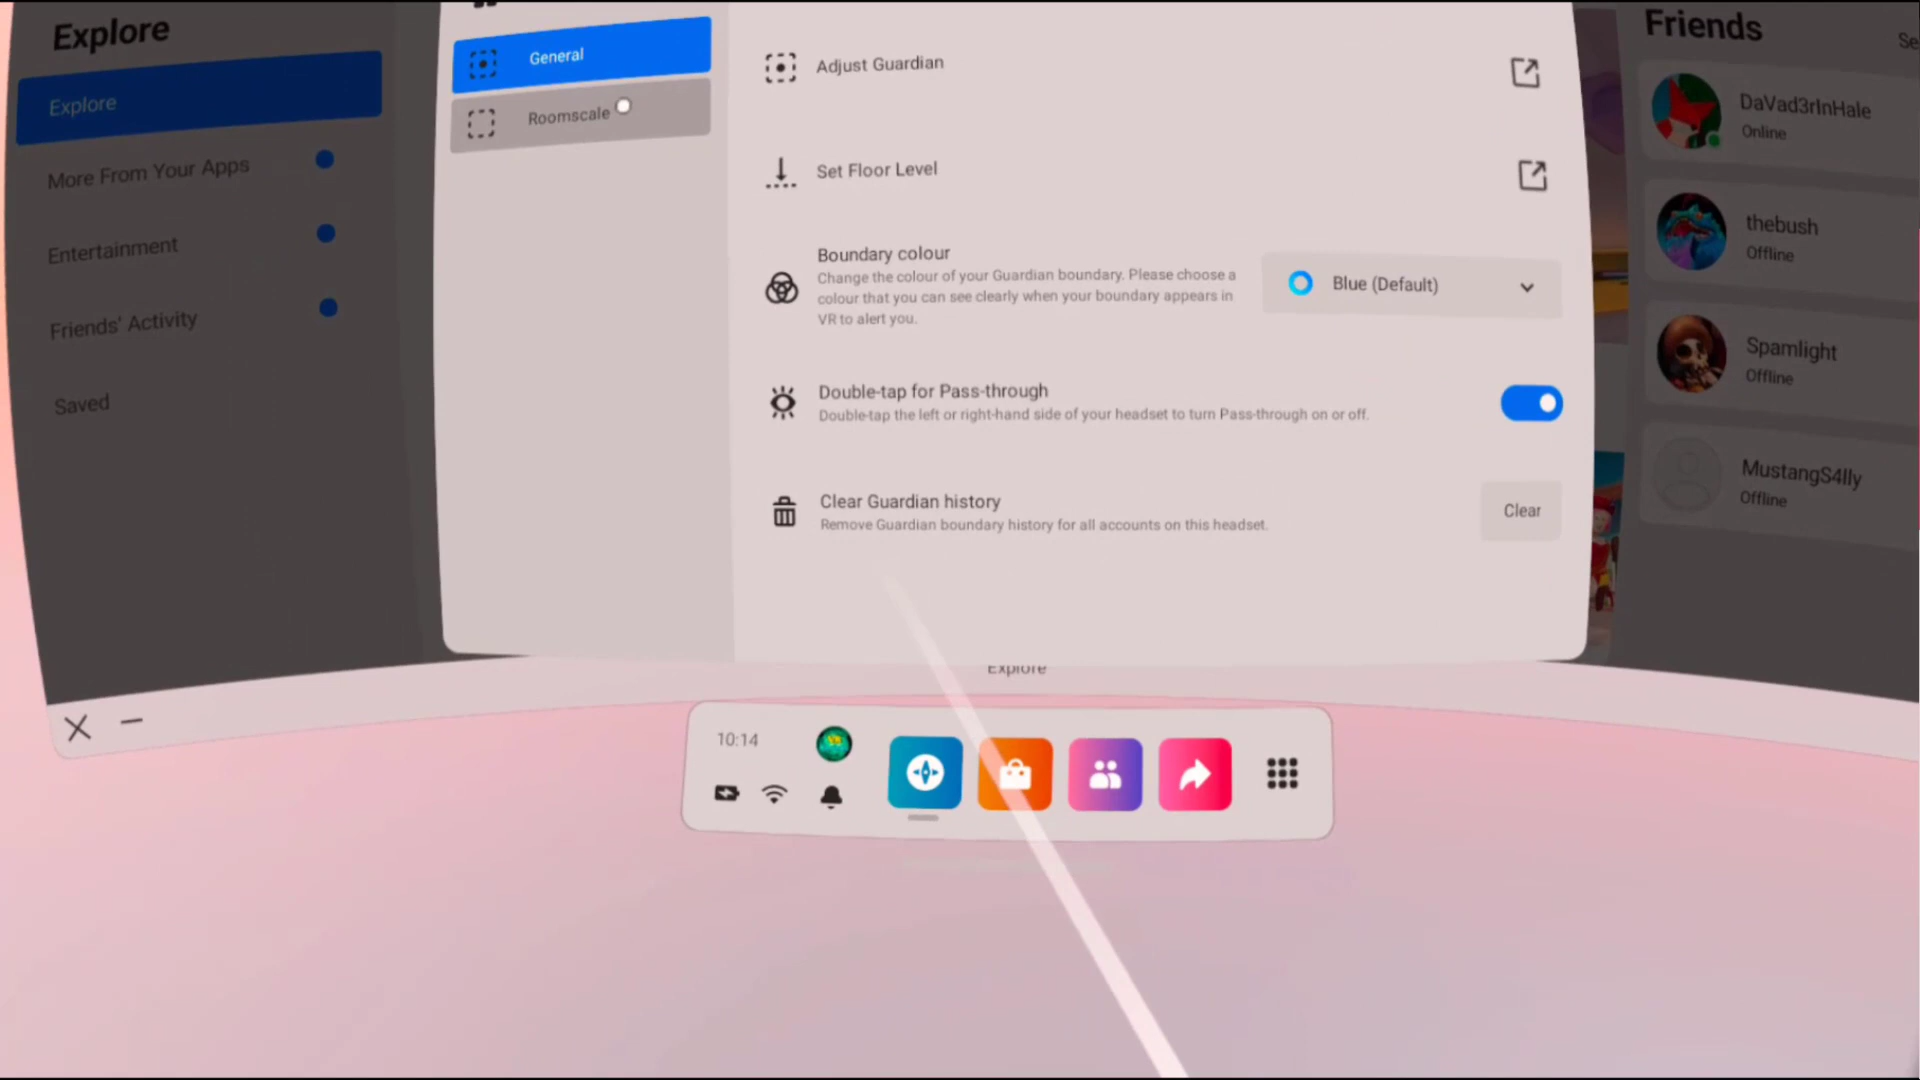 Explore
Explore
More From Your Apps
Entertainment
Friends' Activity
Saved
General
Roomscale
Adjust Guardian
Set Floor Level
Boundary colour
Change the colour of your Guardian boundary. Please choose a
colour that you can see clearly when your boundary appears in
VR to alert you.
Blue (Default)
Double-tap for Pass-through
Double-tap the left or right-hand side of your headset to turn Pass-through on or off.
Clear Guardian history
Remove Guardian boundary history for all accounts on this headset.
Clear
Friends
Se
DaVad3rInHale
Online
thebush
Offline
Spamlight
Offline
MustangS4lly
Offline
Explore
10:14